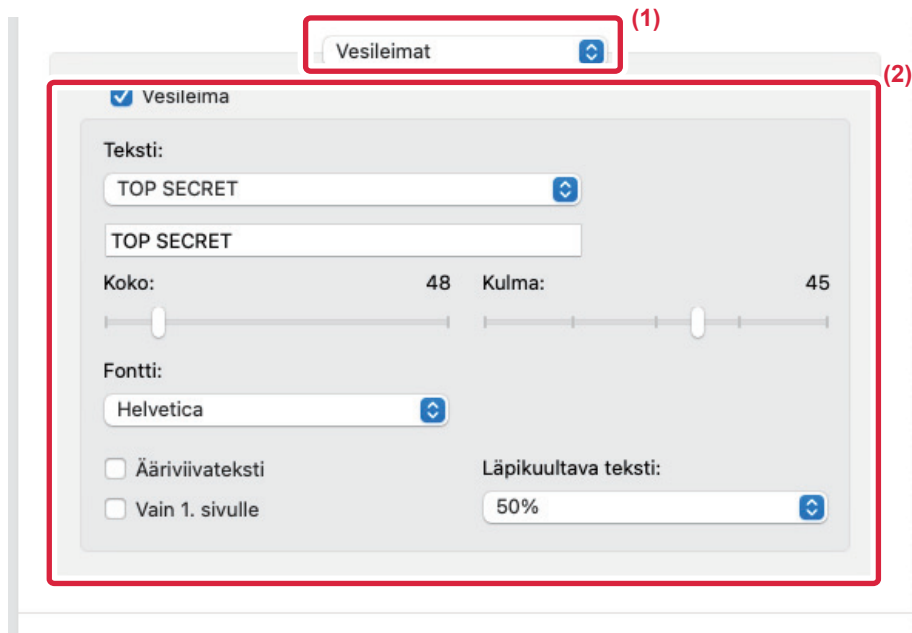 (1)
Vesileimat
(2)
Vesileima
Teksti:
TOP SECRET
TOP SECRET
Koko: 48 Kulma: 45
Fontti:
Helvetica
Ääriviivateksti Läpikuultava teksti:
Vain 1. sivulle 50%